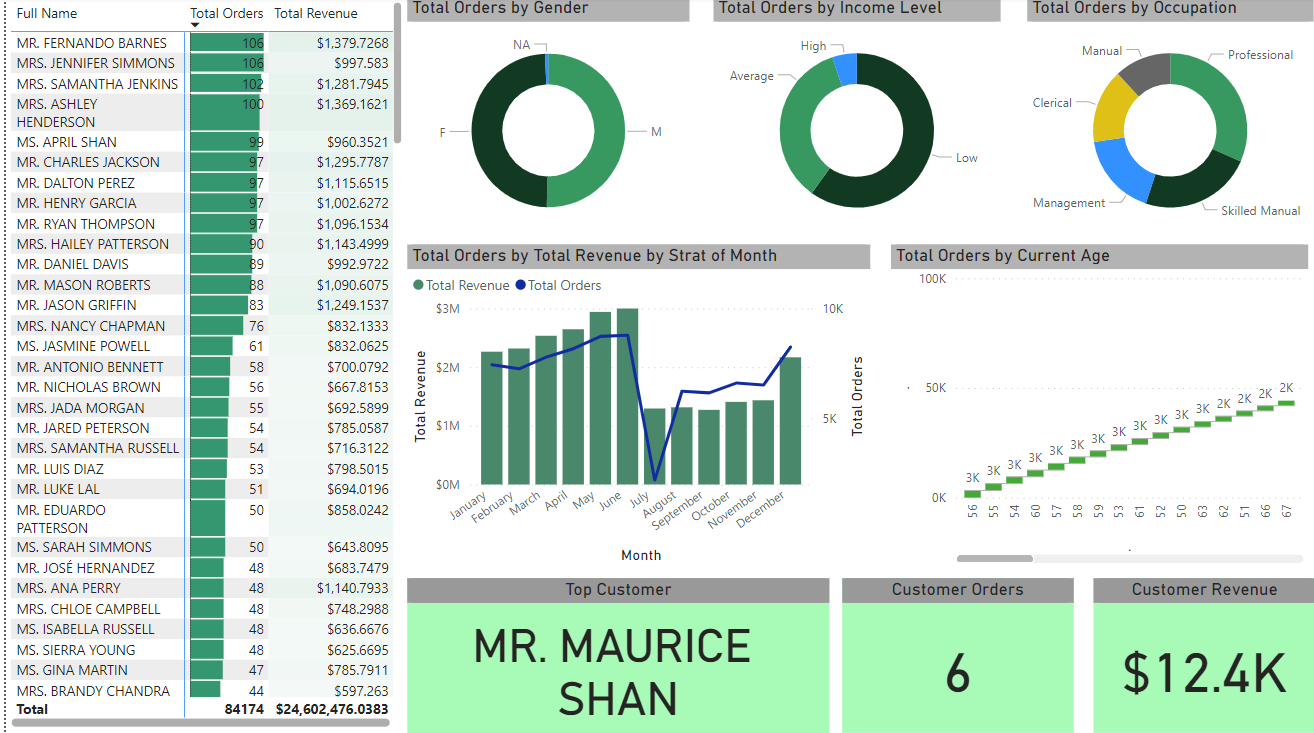 Full Name Total Orders Total Revenue
MR. FERNANDO BARNES 106 $1,379.7268
MRS. JENNIFER SIMMONS 106 $997.583
MRS. SAMANTHA JENKINS 102 $1,281.7945
MRS. ASHLEY 100 $1,369.1621
HENDERSON
MS. APRIL SHAN 99 $960.3521
MR. CHARLES JACKSON 97 $1,295.7787
MR. DALTON PEREZ 97 $1,115.6515
MR. HENRY GARCIA 97 $1,002.6272
MR. RYAN THOMPSON 97 $1,096.1534
MRS. HAILEY PATTERSON 90 $1,143.4999
MR. DANIEL DAVIS 89 $992.9722
MR. MASON ROBERTS 88 $1,090.6075
MR. JASON GRIFFIN 83 $1,249.1537
MRS. NANCY CHAPMAN 76 $832.1333
MS. JASMINE POWELL 61 $832.0625
MR. ANTONIO BENNETT 58 $700.0792
MR. NICHOLAS BROWN 56 $667.8153
MRS. JADA MORGAN 55 $692.5899
MR. JARED PETERSON 54 $785.0587
MRS. SAMANTHA RUSSELL 54 $716.3122
MR. LUIS DIAZ 53 $798.5015
MR. LUKE LAL 51 $694.0196
MR. EDUARDO 50 $858.0242
PATTERSON
MS. SARAH SIMMONS 50 $643.8095
MR. JOSÉ HERNANDEZ 48 $683.7479
MRS. ANA PERRY 48 $1,140.7933
MRS. CHLOE CAMPBELL 48 $748.2988
MS. ISABELLA RUSSELL 48 $636.6676
MS. SIERRA YOUNG 48 $625.6695
MS. GINA MARTIN 47 $785.7911
MRS. BRANDY CHANDRA 44 $597.263
Total 84174 $24,602,476.0383
Total Orders by Gender
NA
F
M
Total Orders by Income Level
High
Average
Low
Total Orders by Occupation
Manual
Professional
Clerical
Management
Skilled Manual
Total Orders by Total Revenue by Strat of Month
Total Revenue Total Orders
$3M 10K
$2M
5K
$1M
$0M
Total Revenue
Total Orders
January February March April May June July August September October November December
Month
Total Orders by Current Age
100K
50K
0K
3K 3K 3K 3K 3K 3K 3K 3K 3K 3K 3K 3K 2K 2K 2K 2K
56 55 54 60 57 58 59 53 61 52 50 63 62 51 66 67
Top Customer
MR. MAURICE
SHAN
Customer Orders
6
Customer Revenue
$12.4K